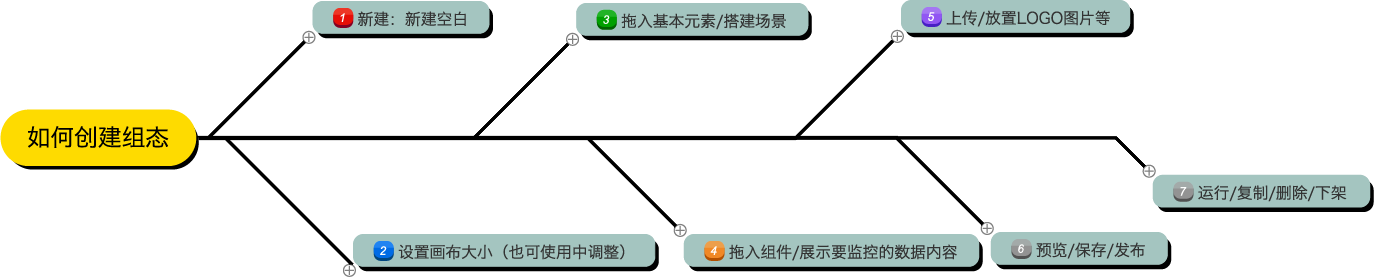 如何创建组态
1 新建：新建空白
2 设置画布大小（也可使用中调整）
3 拖入基本元素/搭建场景
4 拖入组件/展示要监控的数据内容
5 上传/放置LOGO图片等
6 预览/保存/发布
7 运行/复制/删除/下架